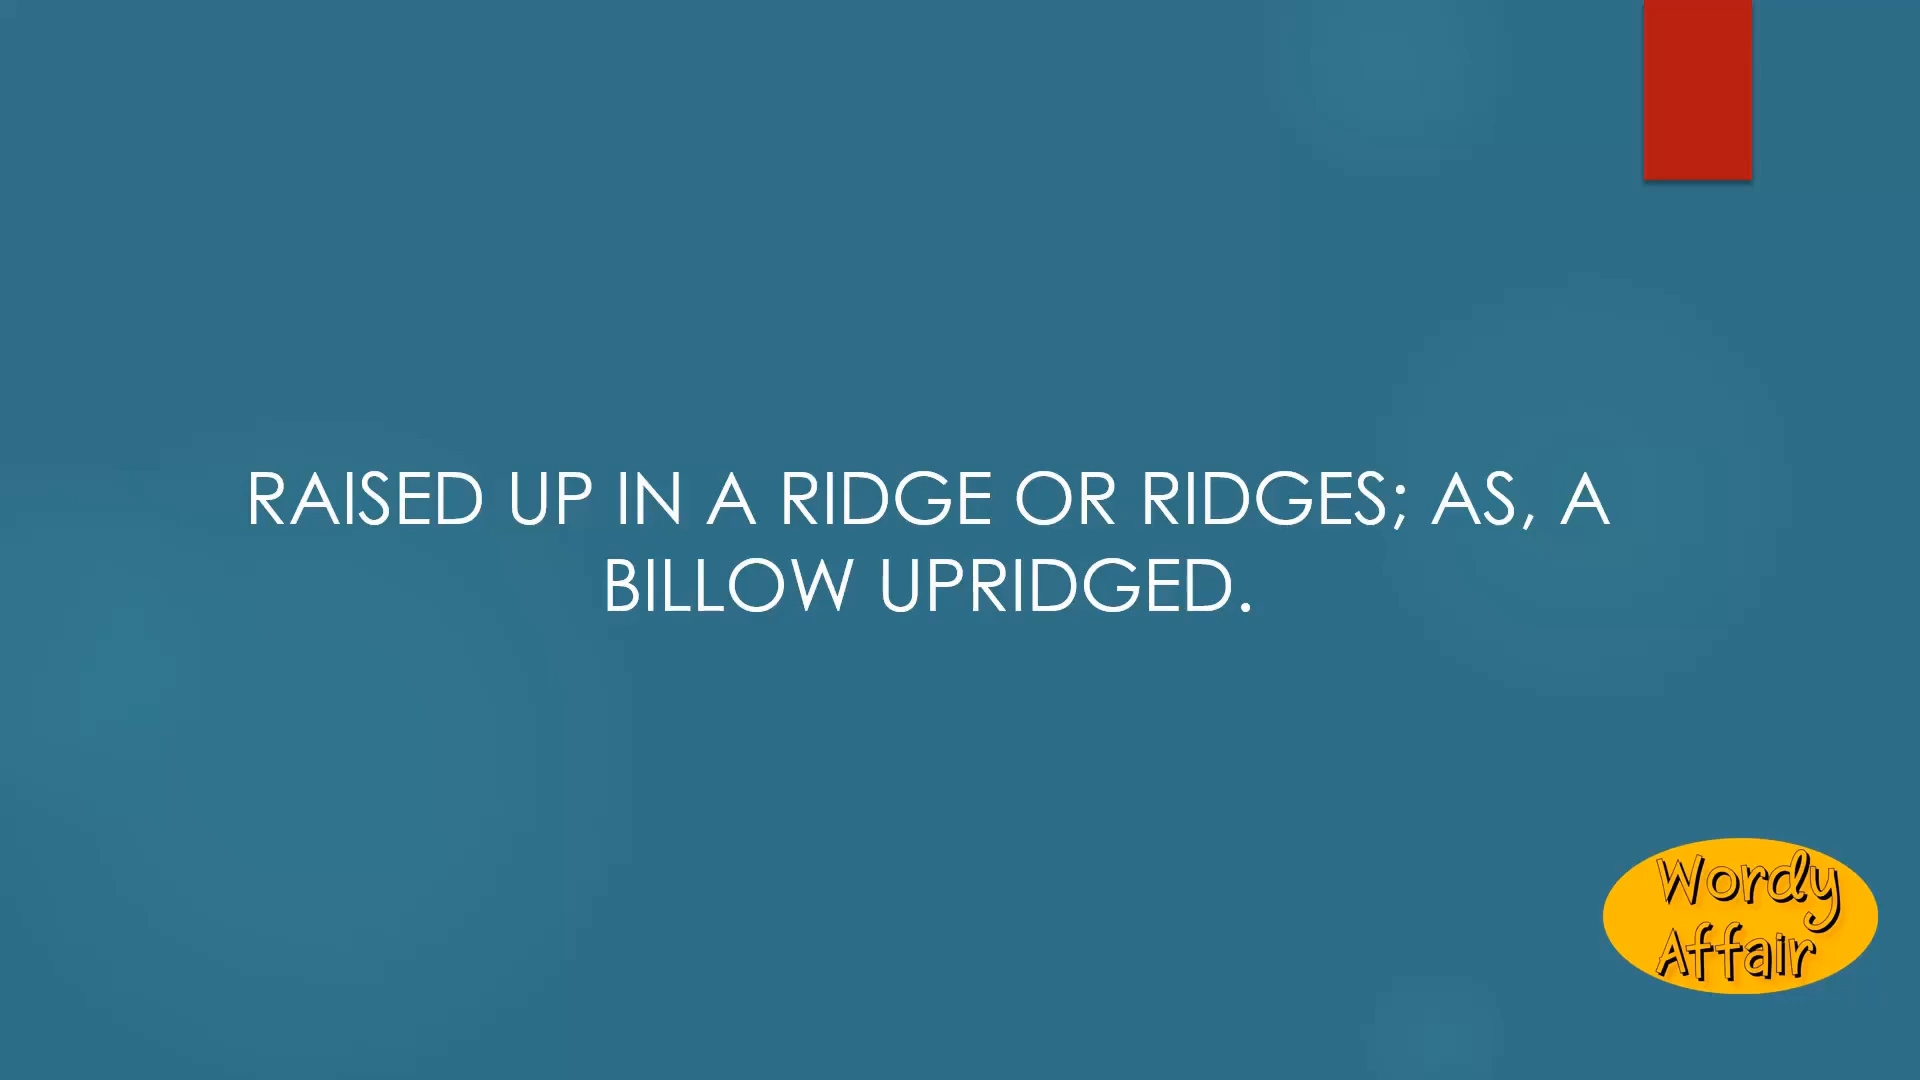 RAISED UP IN A RIDGE OR RIDGES; AS, A
BILLOW UPRIDGED.
Wordy
Affair